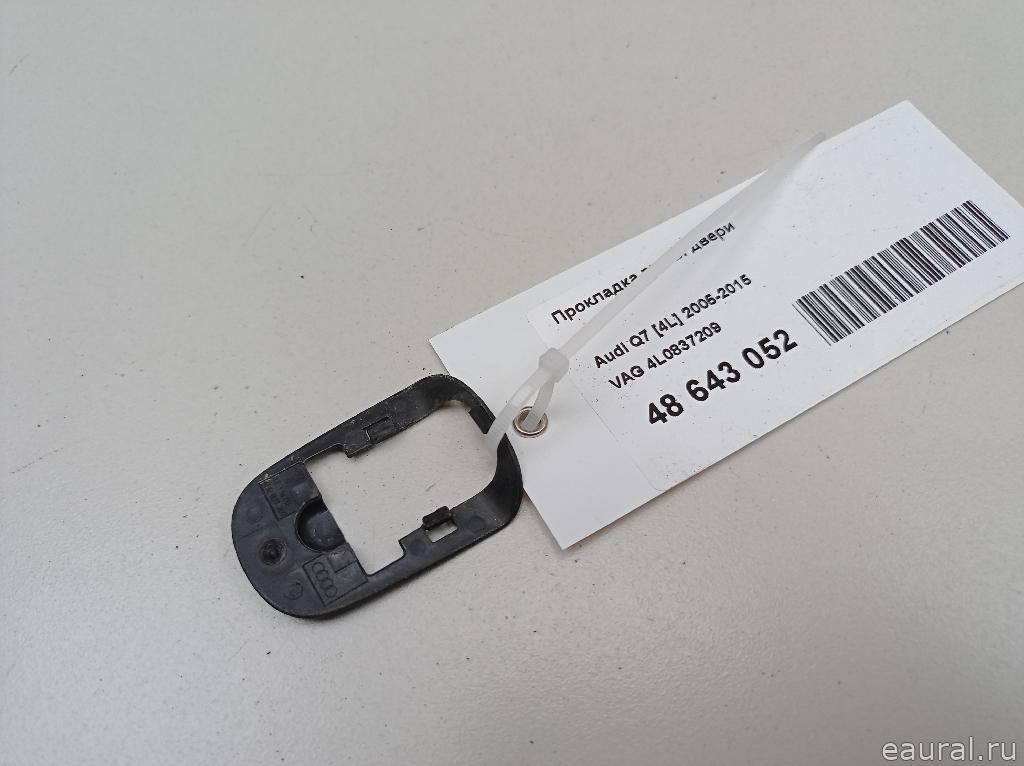 Прокладка двери
Audi Q7 [4L] 2005-2015
VAG 4L0837209
48 643 052
eaural.ru